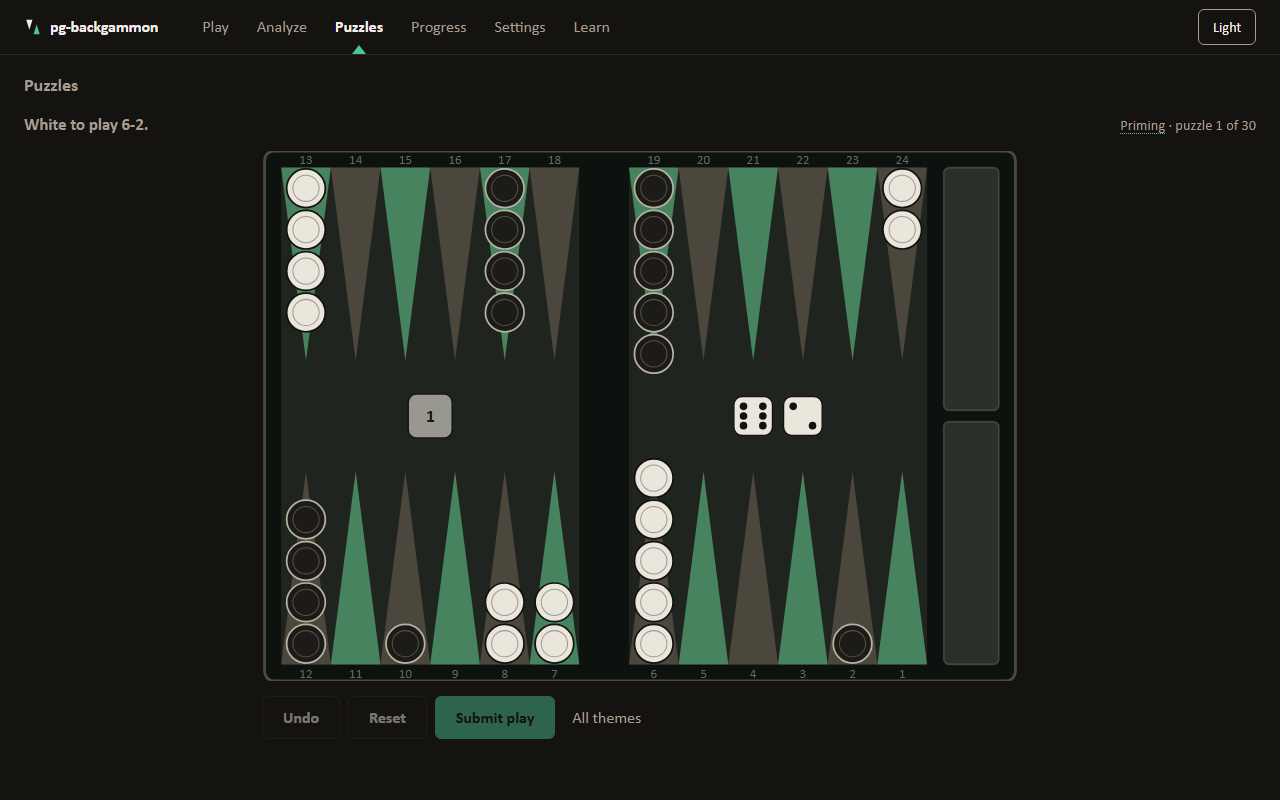 pg-backgammon Play Analyze Puzzles Progress Settings Learn Light
Puzzles
White to play 6-2. Priming · puzzle 1 of 30
13 14 15 16 17 18 19 20 21 22 23 24
1
12 11 10 9 8 7 6 5 4 3 2 1
Undo Reset Submit play All themes